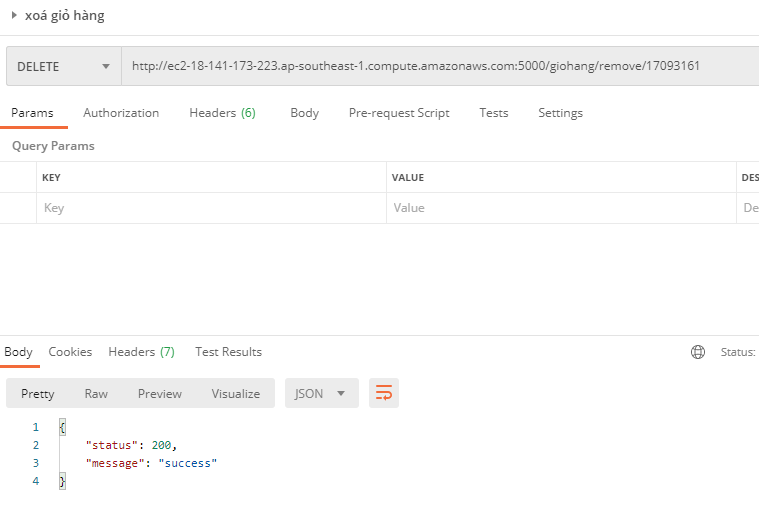 xoá giỏ hàng
DELETE http://ec2-18-141-173-223.ap-southeast-1.compute.amazonaws.com:5000/giohang/remove/17093161
Params Authorization Headers (6) Body Pre-request Script Tests Settings
Query Params
KEY VALUE DES
Key Value De
Body Cookies Headers (7) Test Results Status:
Pretty Raw Preview Visualize JSON
1 {
2 "status": 200,
3 "message": "success"
4 }